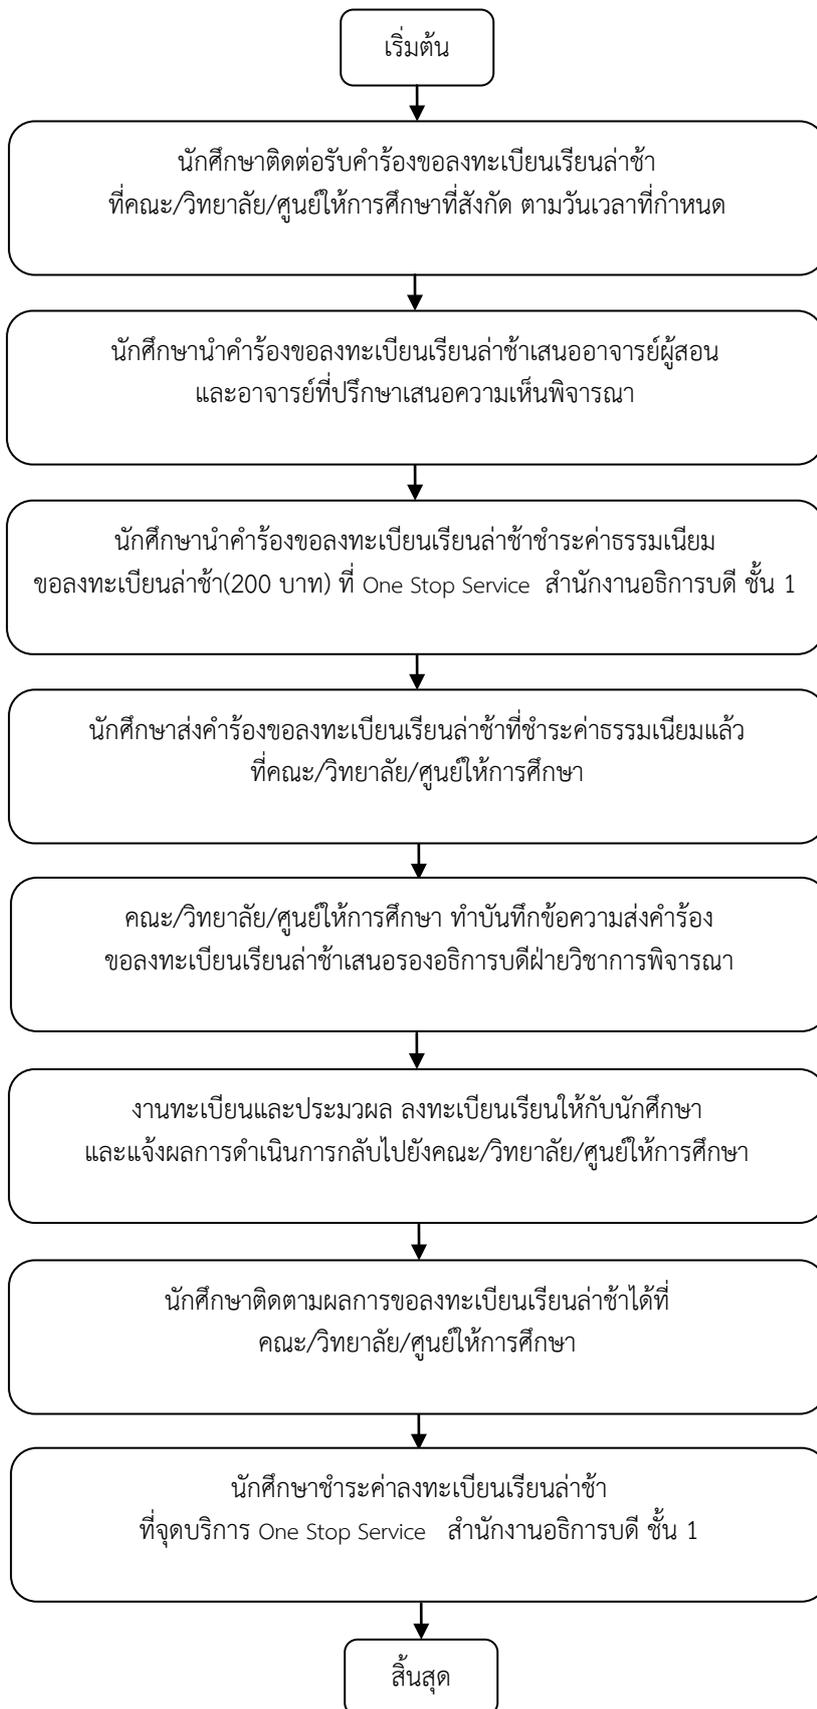 เริ่มต้น
นักศึกษาติดต่อรับคำร้องขอลงทะเบียนเรียนล่าช้า
ที่คณะ/วิทยาลัย/ศูนย์ให้การศึกษาที่สังกัด ตามวันเวลาที่กำหนด
นักศึกษานำคำร้องขอลงทะเบียนเรียนล่าช้าเสนออาจารย์ผู้สอน
และอาจารย์ที่ปรึกษาเสนอความเห็นพิจารณา
นักศึกษานำคำร้องขอลงทะเบียนเรียนล่าช้าชำระค่าธรรมเนียม
ขอลงทะเบียนล่าช้า(200 บาท) ที่ One Stop Service สำนักงานอธิการบดี ชั้น 1
นักศึกษาส่งคำร้องขอลงทะเบียนเรียนล่าช้าที่ชำระค่าธรรมเนียมแล้ว
ที่คณะ/วิทยาลัย/ศูนย์ให้การศึกษา
คณะ/วิทยาลัย/ศูนย์ให้การศึกษา ทำบันทึกข้อความส่งคำร้อง
ขอลงทะเบียนเรียนล่าช้าเสนอรองอธิการบดีฝ่ายวิชาการพิจารณา
งานทะเบียนและประมวผล ลงทะเบียนเรียนให้กับนักศึกษา
และแจ้งผลการดำเนินการกลับไปยังคณะ/วิทยาลัย/ศูนย์ให้การศึกษา
นักศึกษาติดตามผลการขอลงทะเบียนเรียนล่าช้าได้ที่
คณะ/วิทยาลัย/ศูนย์ให้การศึกษา
นักศึกษาชำระค่าลงทะเบียนเรียนล่าช้า
ที่จุดบริการ One Stop Service สำนักงานอธิการบดี ชั้น 1
สิ้นสุด